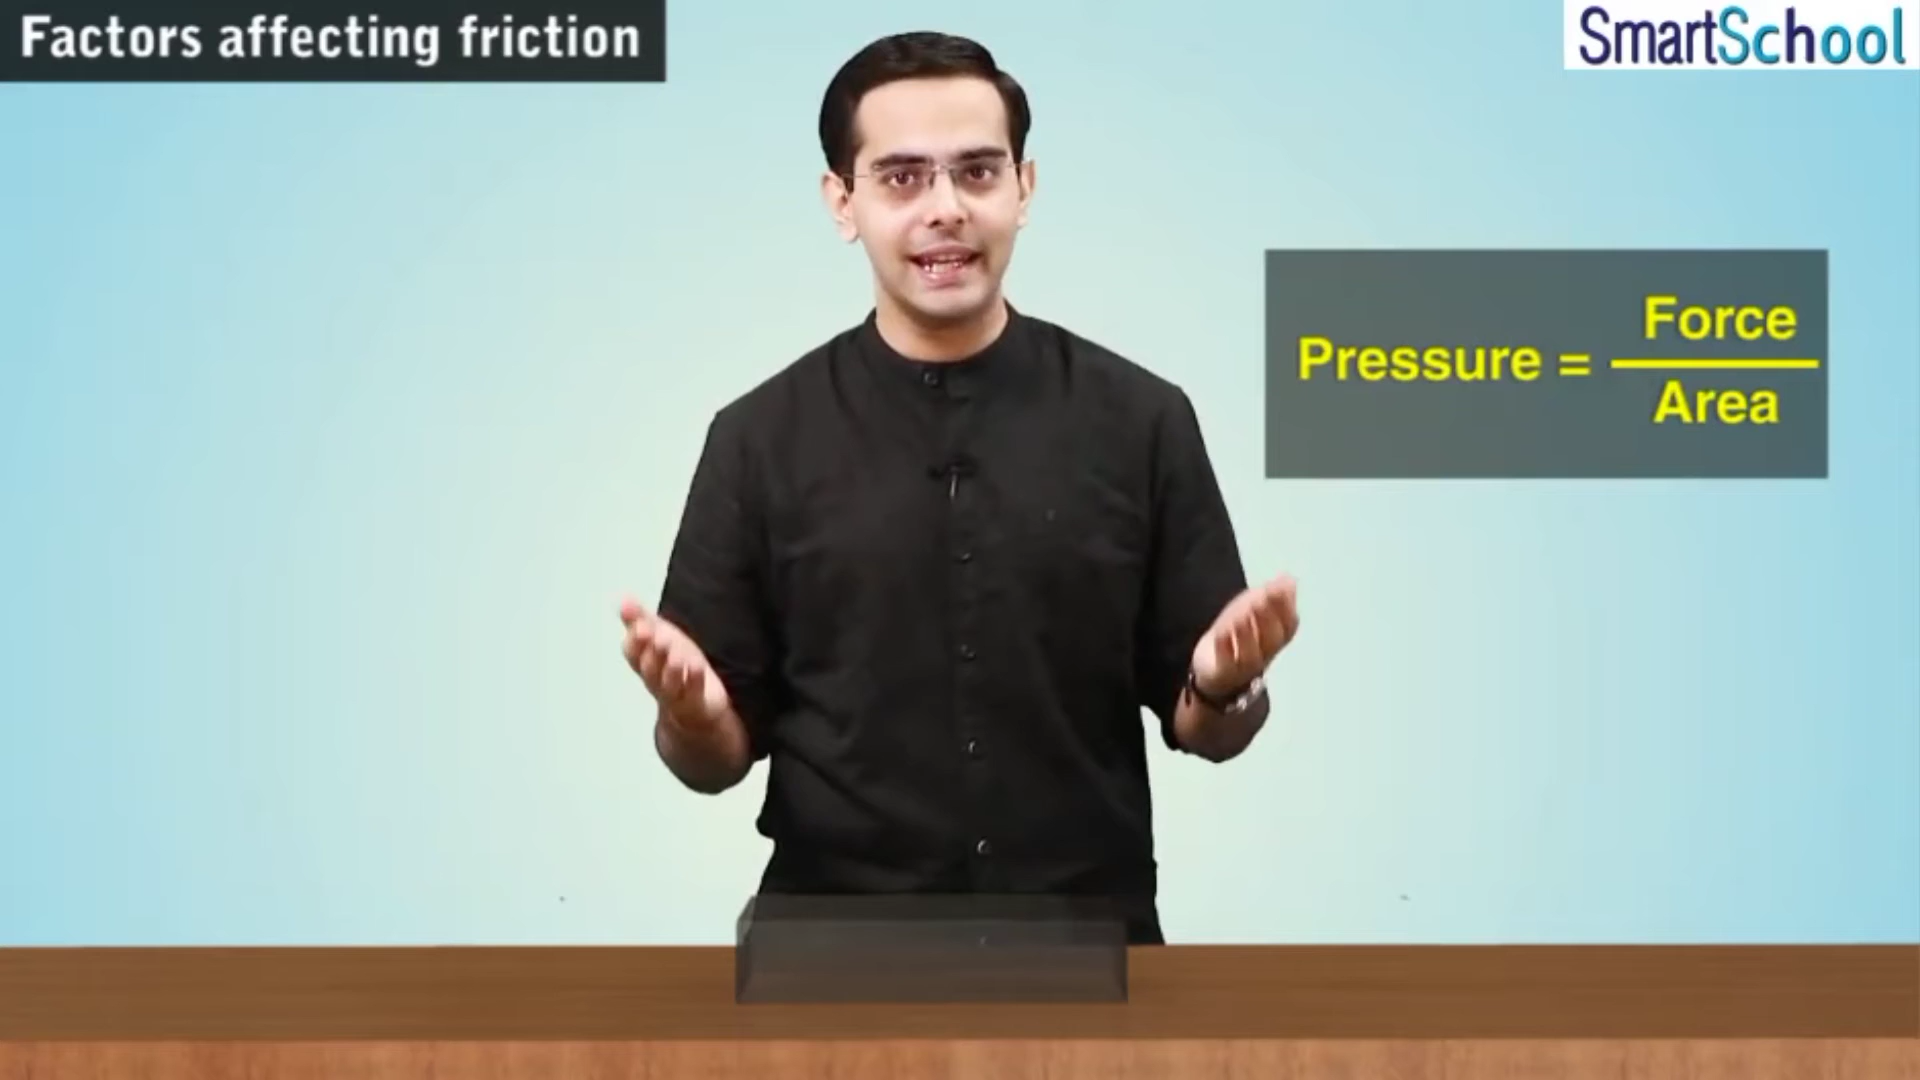 Factors affecting friction
SmartSchool
Pressure = Force
Area